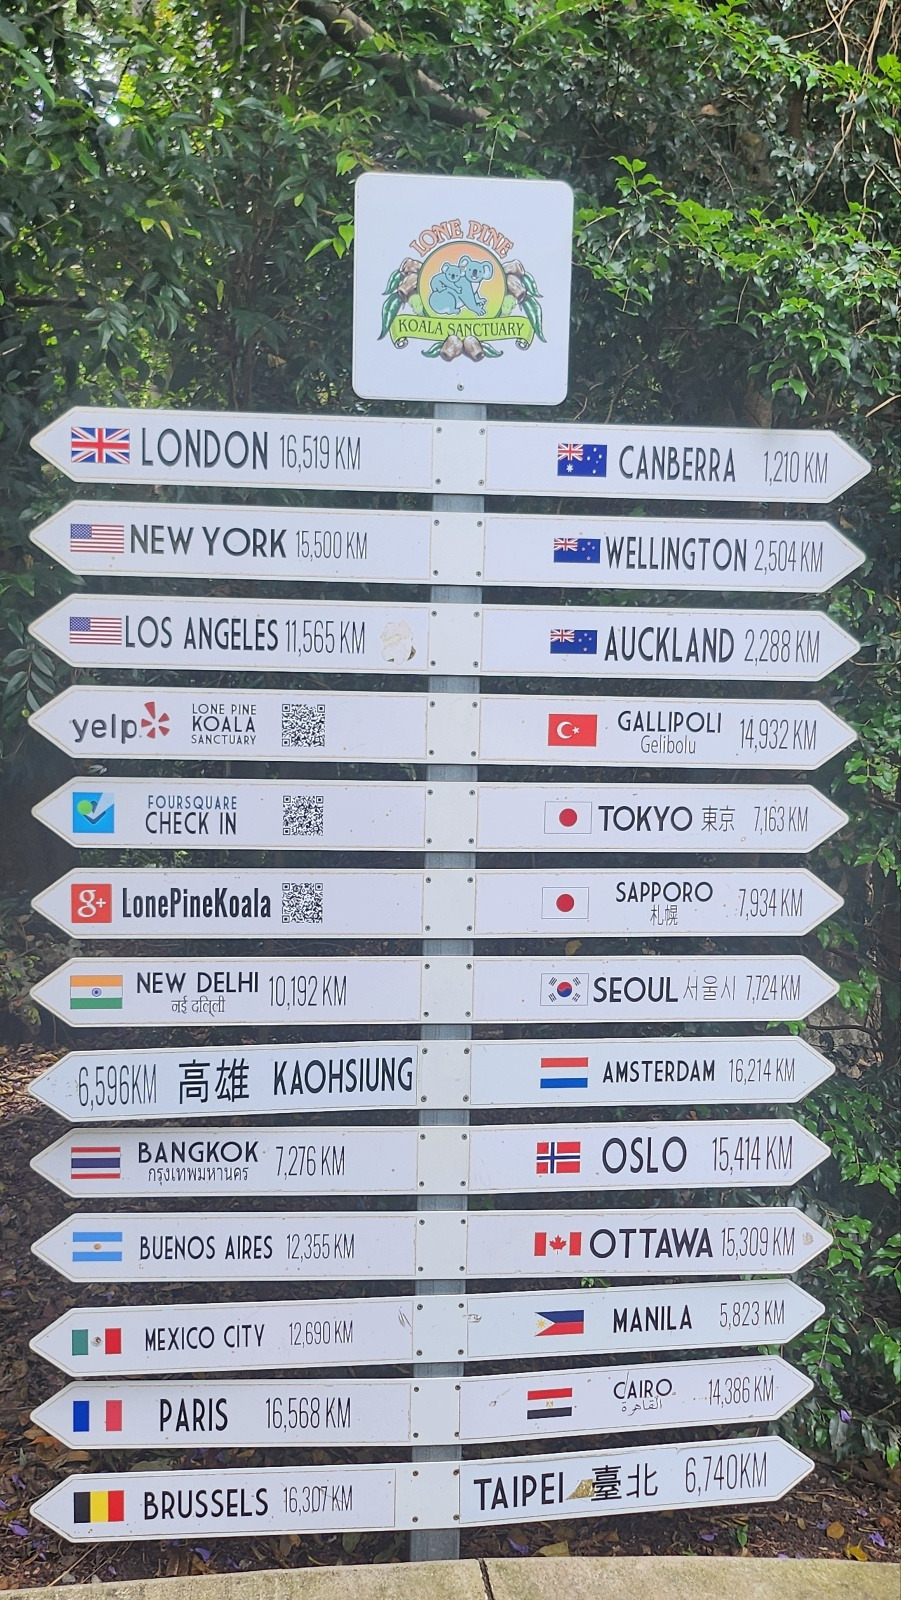 LONE PINE
KOALA SANCTUARY
LONDON 16,519 KM
CANBERRA 1,210 KM
NEW YORK 15,500 KM
WELLINGTON 2,504 KM
LOS ANGELES 11,565 KM
AUCKLAND 2,288 KM
yelp
LONE PINE
KOALA
SANCTUARY
GALLIPOLI 14,932 KM
Gelibolu
FOURSQUARE
CHECK IN
TOKYO 東京 7,163 KM
g+ LonePineKoala
SAPPORO 7,934 KM
札幌
NEW DELHI 10,192 KM
नई दिल्ली
SEOUL 서울시 7,724 KM
6,596KM 高雄 KAOHSIUNG
AMSTERDAM 16,214 KM
BANGKOK 7,276 KM
กรุงเทพมหานคร
OSLO 15,414 KM
BUENOS AIRES 12,355 KM
OTTAWA 15,309 KM
MEXICO CITY 12,690 KM
MANILA 5,823 KM
PARIS 16,568 KM
CAIRO 14,386 KM
القاهرة
BRUSSELS 16,307 KM
TAIPEI 臺北 6,740KM